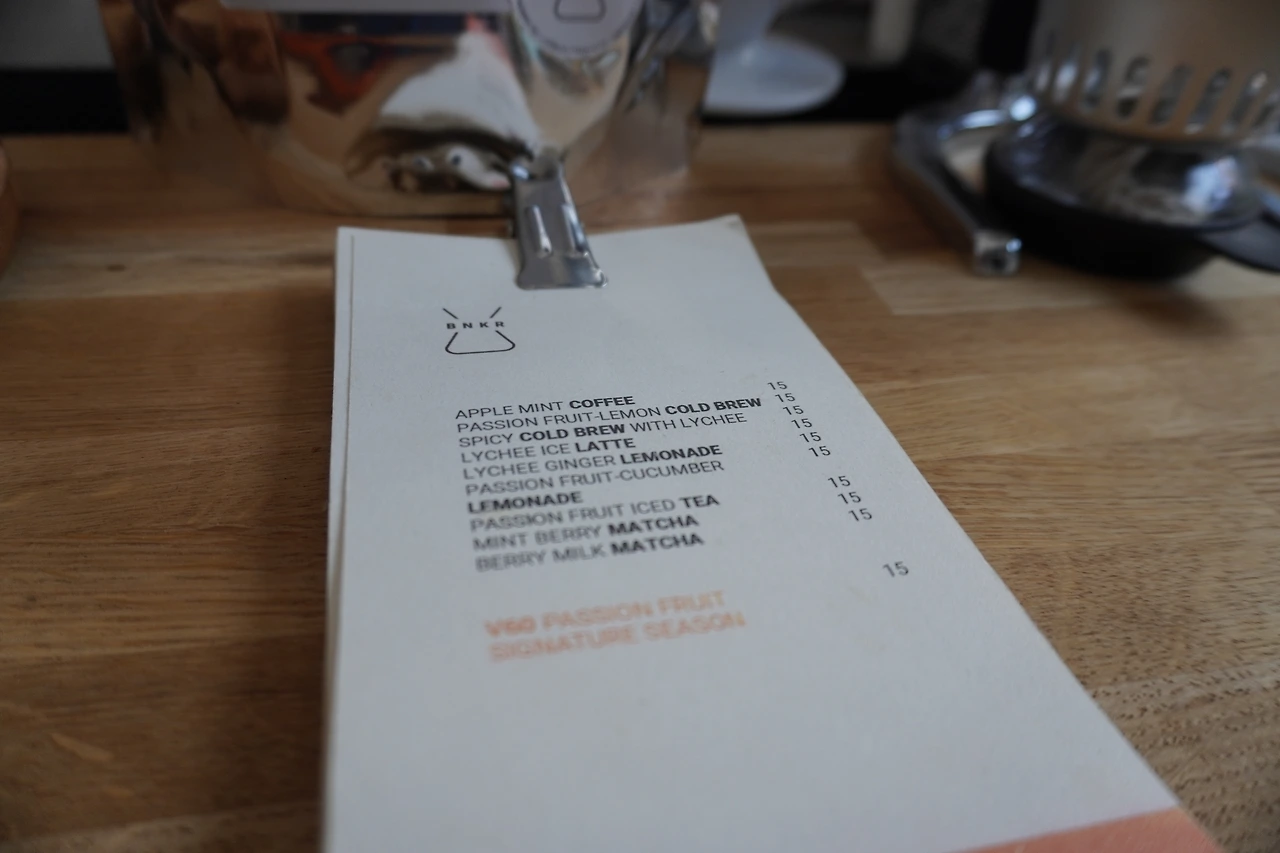 BNKR
APPLE MINT COFFEE 15
PASSION FRUIT-LEMON COLD BREW 15
SPICY COLD BREW WITH LYCHEE 15
LYCHEE ICE LATTE 15
LYCHEE GINGER LEMONADE 15
PASSION FRUIT-CUCUMBER 15
LEMONADE
PASSION FRUIT ICED TEA 15
MINT BERRY MATCHA 15
BERRY MILK MATCHA 15
V60 PASSION FRUIT 15
SIGNATURE SEASON